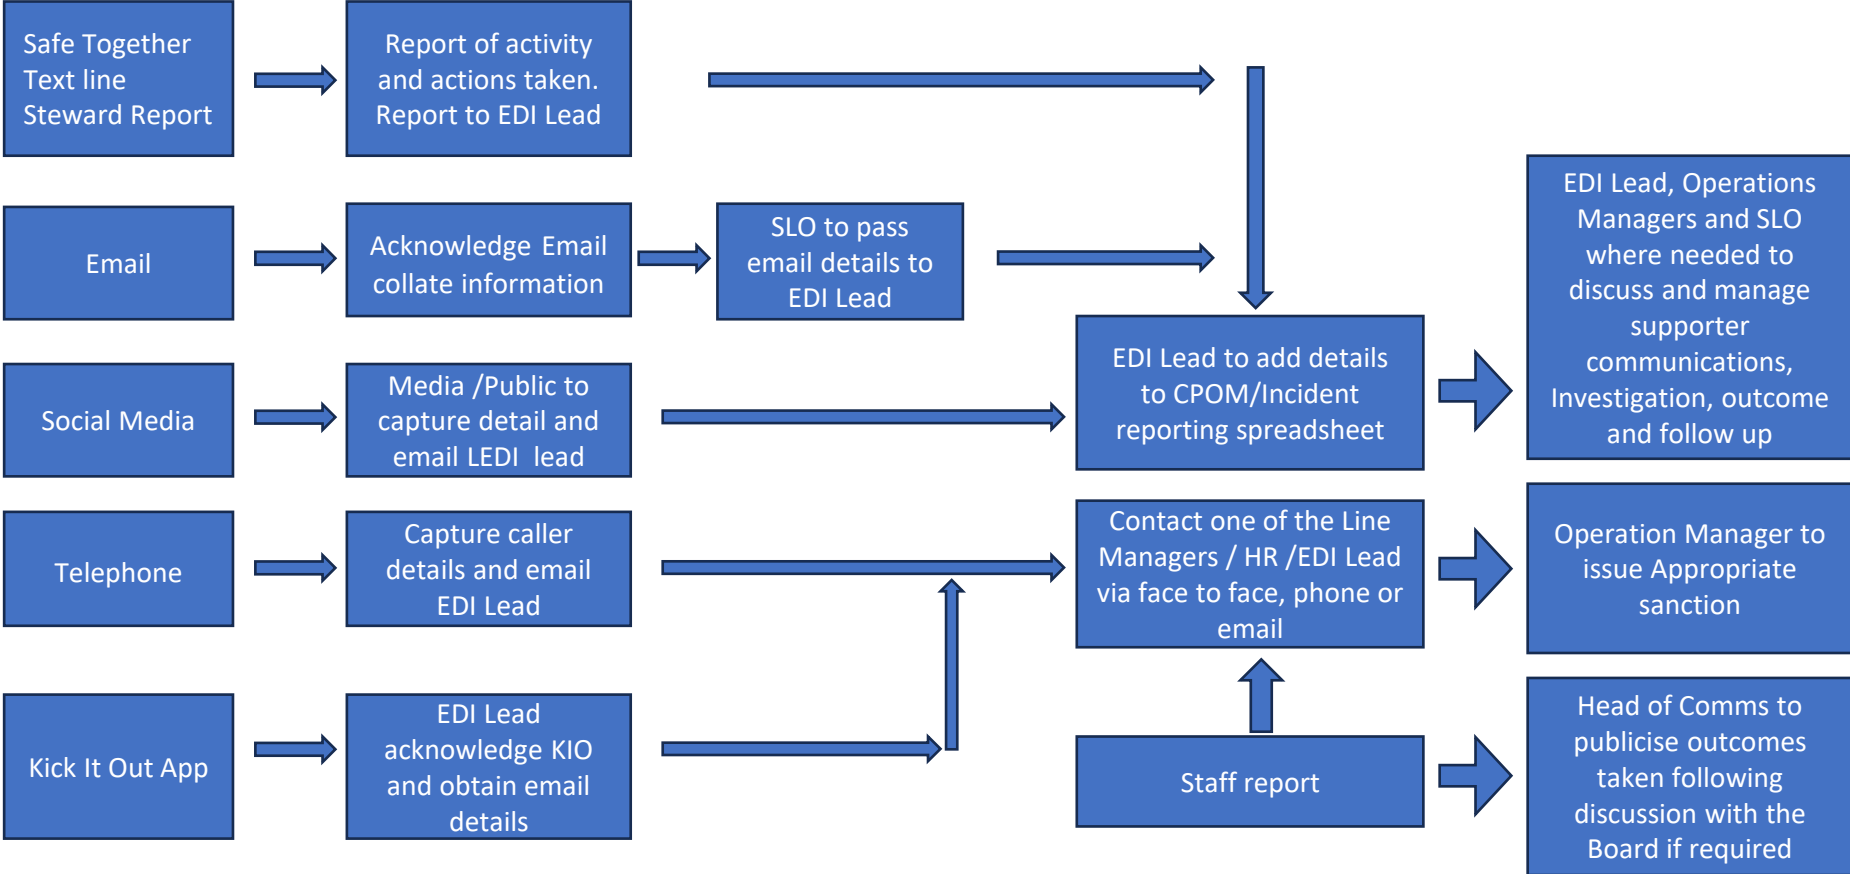 Safe Together
Text line
Steward Report
Report of activity
and actions taken.
Report to EDI Lead
Email
Acknowledge Email
collate information
SLO to pass
email details to
EDI Lead
Social Media
Media /Public to
capture detail and
email LEDI lead
Telephone
Capture caller
details and email
EDI Lead
Kick It Out App
EDI Lead
acknowledge KIO
and obtain email
details
EDI Lead to add details
to CPOM/Incident
reporting spreadsheet
Contact one of the Line
Managers / HR /EDI Lead
via face to face, phone or
email
Staff report
EDI Lead, Operations
Managers and SLO
where needed to
discuss and manage
supporter
communications,
Investigation, outcome
and follow up
Operation Manager to
issue Appropriate
sanction
Head of Comms to
publicise outcomes
taken following
discussion with the
Board if required